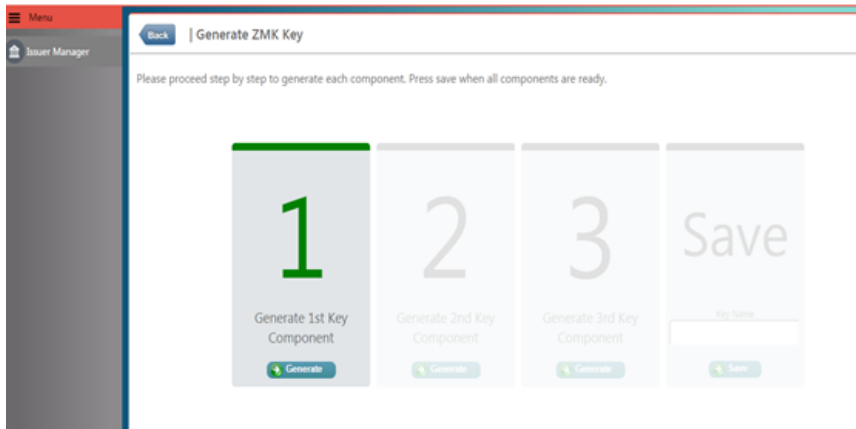 Menu
Back | Generate ZMK Key
Issuer Manager
Please proceed step by step to generate each component. Press save when all components are ready.
1 2 3 Save
Generate 1st Key Component
Generate
Generate 2nd Key Component
Generate
Generate 3rd Key Component
Generate
Key Name
Save